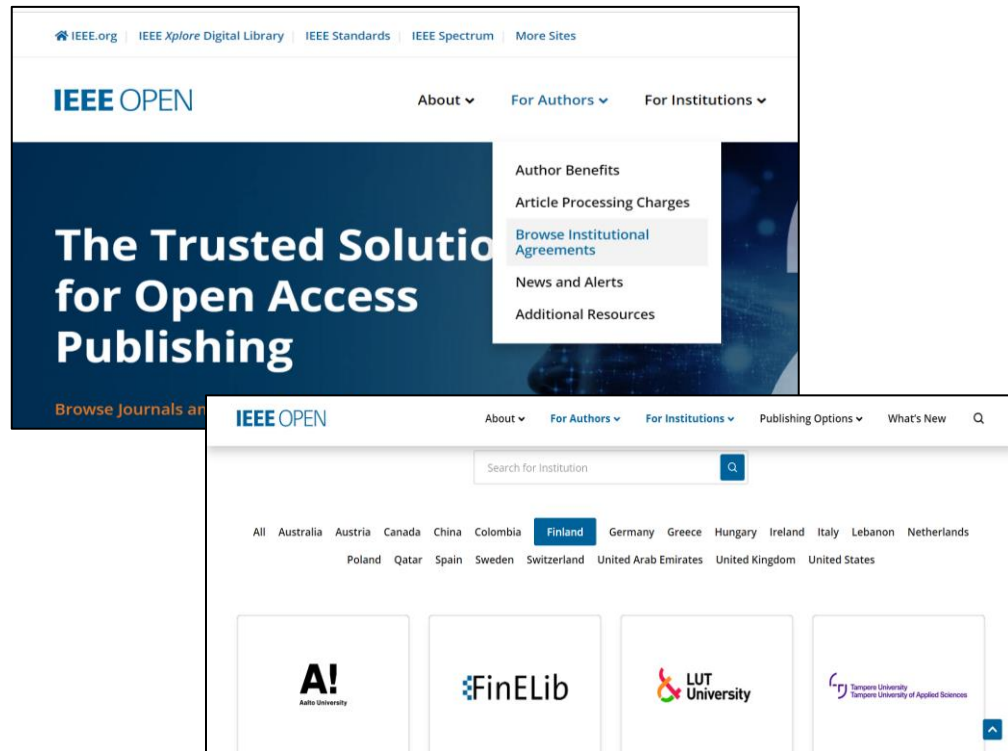 IEEE.org | IEEE Xplore Digital Library | IEEE Standards | IEEE Spectrum | More Sites
IEEE OPEN
About For Authors For Institutions
Author Benefits
Article Processing Charges
Browse Institutional
Agreements
News and Alerts
Additional Resources
The Trusted Solutio
for Open Access
Publishing
Browse Journals an
IEEE OPEN
About For Authors For Institutions Publishing Options What's New
Search for Institution
All Australia Austria Canada China Colombia Finland Germany Greece Hungary Ireland Italy Lebanon Netherlands
Poland Qatar Spain Sweden Switzerland United Arab Emirates United Kingdom United States
A!
Aalto University
FinELib
LUT
University
Tampere University
Tampere University of Applied Sciences